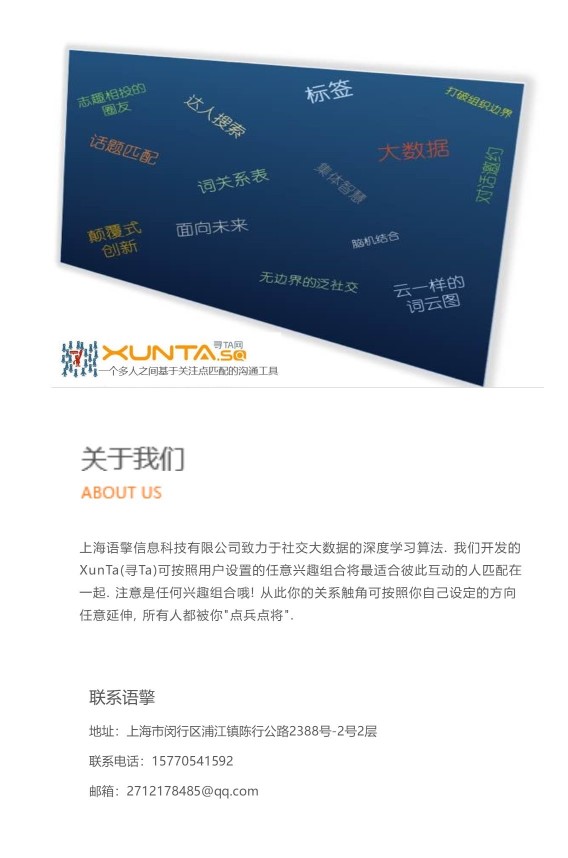 志趣相投的
圈友
达人搜索
标签
打破组织边界
话题匹配
词关系表
集体智慧
大数据
对话邀约
颠覆式
创新
面向未来
脑机结合
无边界的泛社交
云一样的
词云图
寻TA网
XUNTA.SQ
一个多人之间基于关注点匹配的沟通工具
关于我们
ABOUT US
上海语擎信息科技有限公司致力于社交大数据的深度学习算法. 我们开发的
XunTa(寻Ta)可按照用户设置的任意兴趣组合将最适合彼此互动的人匹配在
一起. 注意是任何兴趣组合哦! 从此你的关系触角可按照你自己设定的方向
任意延伸, 所有人都被你"点兵点将".
联系语擎
地址：上海市闵行区浦江镇陈行公路2388号-2号2层
联系电话：15770541592
邮箱：2712178485@qq.com